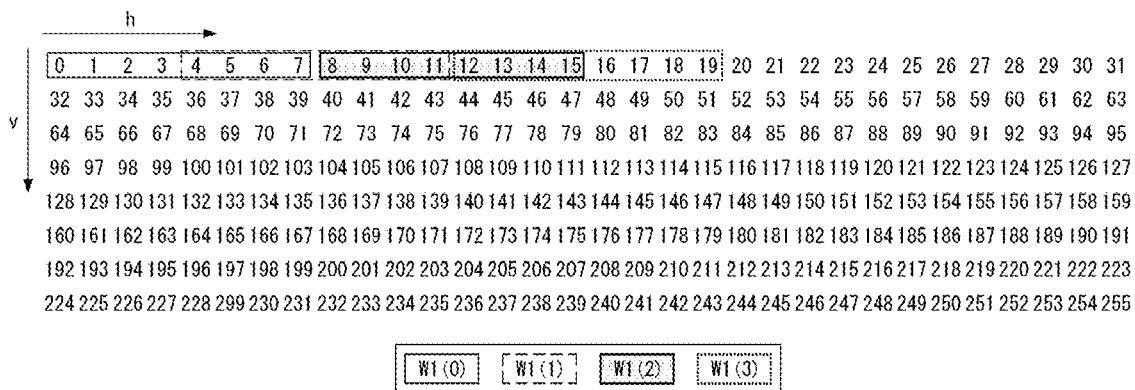 h
v
0 1 2 3 4 5 6 7 8 9 10 11 12 13 14 15 16 17 18 19 20 21 22 23 24 25 26 27 28 29 30 31
32 33 34 35 36 37 38 39 40 41 42 43 44 45 46 47 48 49 50 51 52 53 54 55 56 57 58 59 60 61 62 63
64 65 66 67 68 69 70 71 72 73 74 75 76 77 78 79 80 81 82 83 84 85 86 87 88 89 90 91 92 93 94 95
96 97 98 99 100 101 102 103 104 105 106 107 108 109 110 111 112 113 114 115 116 117 118 119 120 121 122 123 124 125 126 127
128 129 130 131 132 133 134 135 136 137 138 139 140 141 142 143 144 145 146 147 148 149 150 151 152 153 154 155 156 157 158 159
160 161 162 163 164 165 166 167 168 169 170 171 172 173 174 175 176 177 178 179 180 181 182 183 184 185 186 187 188 189 190 191
192 193 194 195 196 197 198 199 200 201 202 203 204 205 206 207 208 209 210 211 212 213 214 215 216 217 218 219 220 221 222 223
224 225 226 227 228 299 230 231 232 233 234 235 236 237 238 239 240 241 242 243 244 245 246 247 248 249 250 251 252 253 254 255
W1(0) W1(1) W1(2) W1(3)